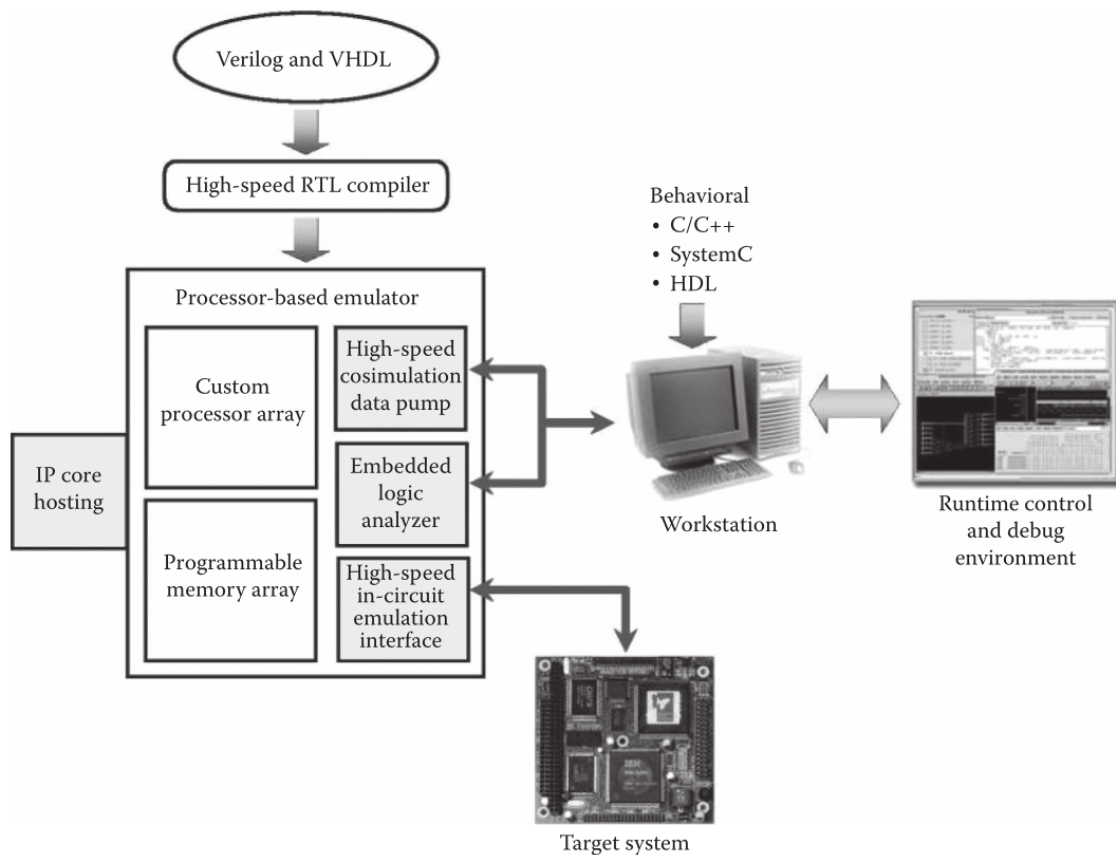 Verilog and VHDL
High-speed RTL compiler
Processor-based emulator
Custom
processor array
Programmable
memory array
High-speed
cosimulation
data pump
Embedded
logic
analyzer
High-speed
in-circuit
emulation
interface
IP core
hosting
Behavioral
• C/C++
• SystemC
• HDL
Workstation
Runtime control
and debug
environment
IBM
Target system